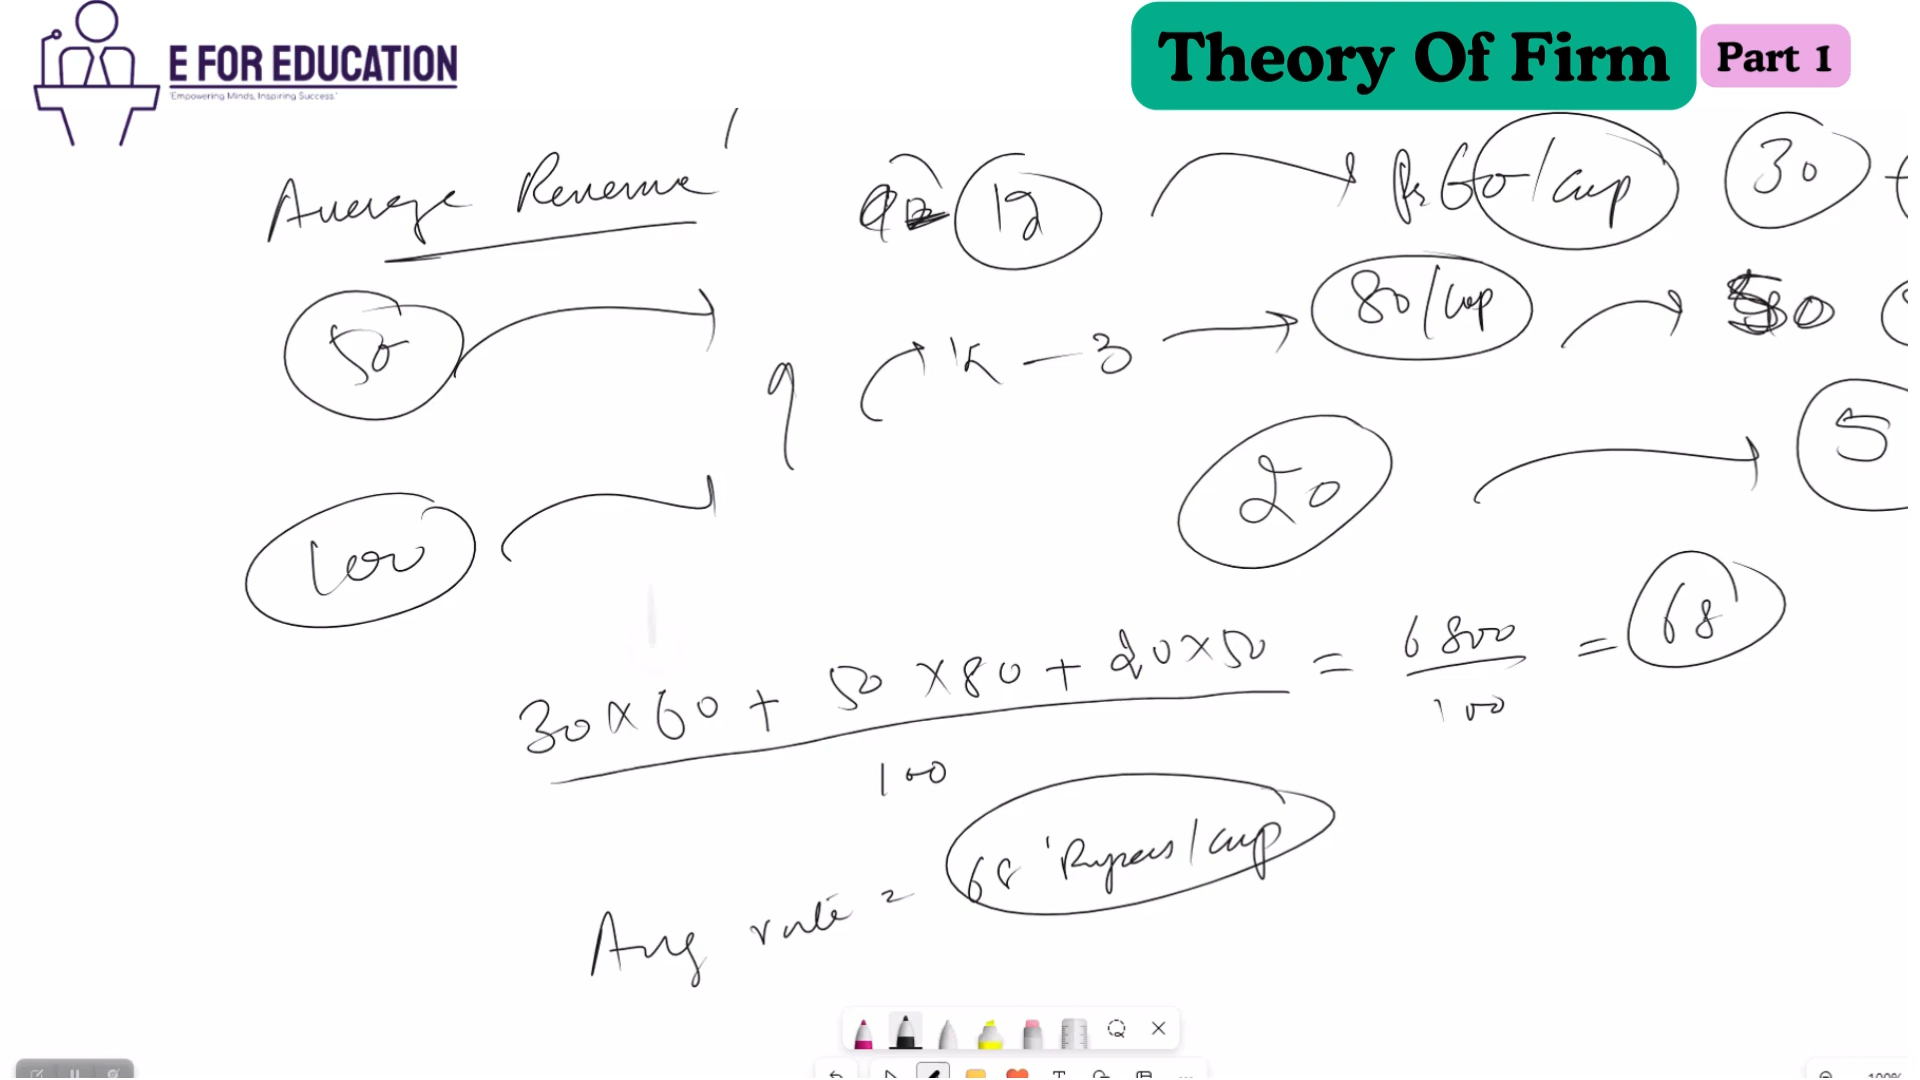 E FOR EDUCATION
'Empowering Minds, Inspiring Success.'
Theory Of Firm Part 1
Average Revenue
12 Rs 60/cup 30
50 K - 3 80/cup
20 5
100
30 x 60 + 50 x 80 + 20 x 50 = 6800 = 68
100 100
Avg rate = 68 Rupees/cup
100%